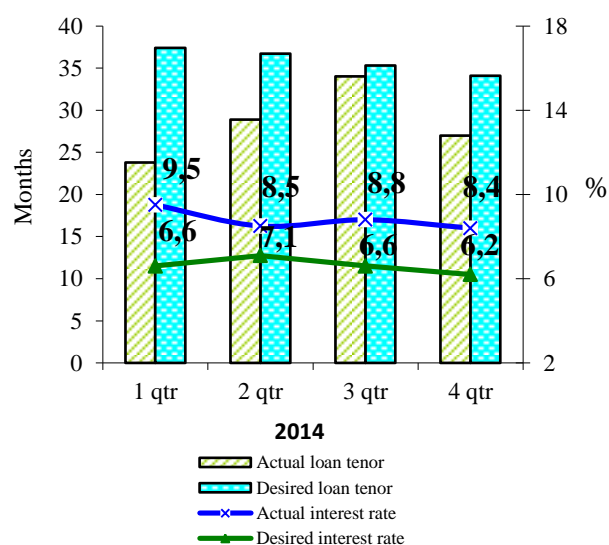 40
35
30
25
20
15
10
5
0
Months
18
14
10
6
2
%
9,5
8,5
8,8
8,4
6,6
7,1
6,6
6,2
1 qtr
2 qtr
3 qtr
4 qtr
2014
Actual loan tenor
Desired loan tenor
Actual interest rate
Desired interest rate